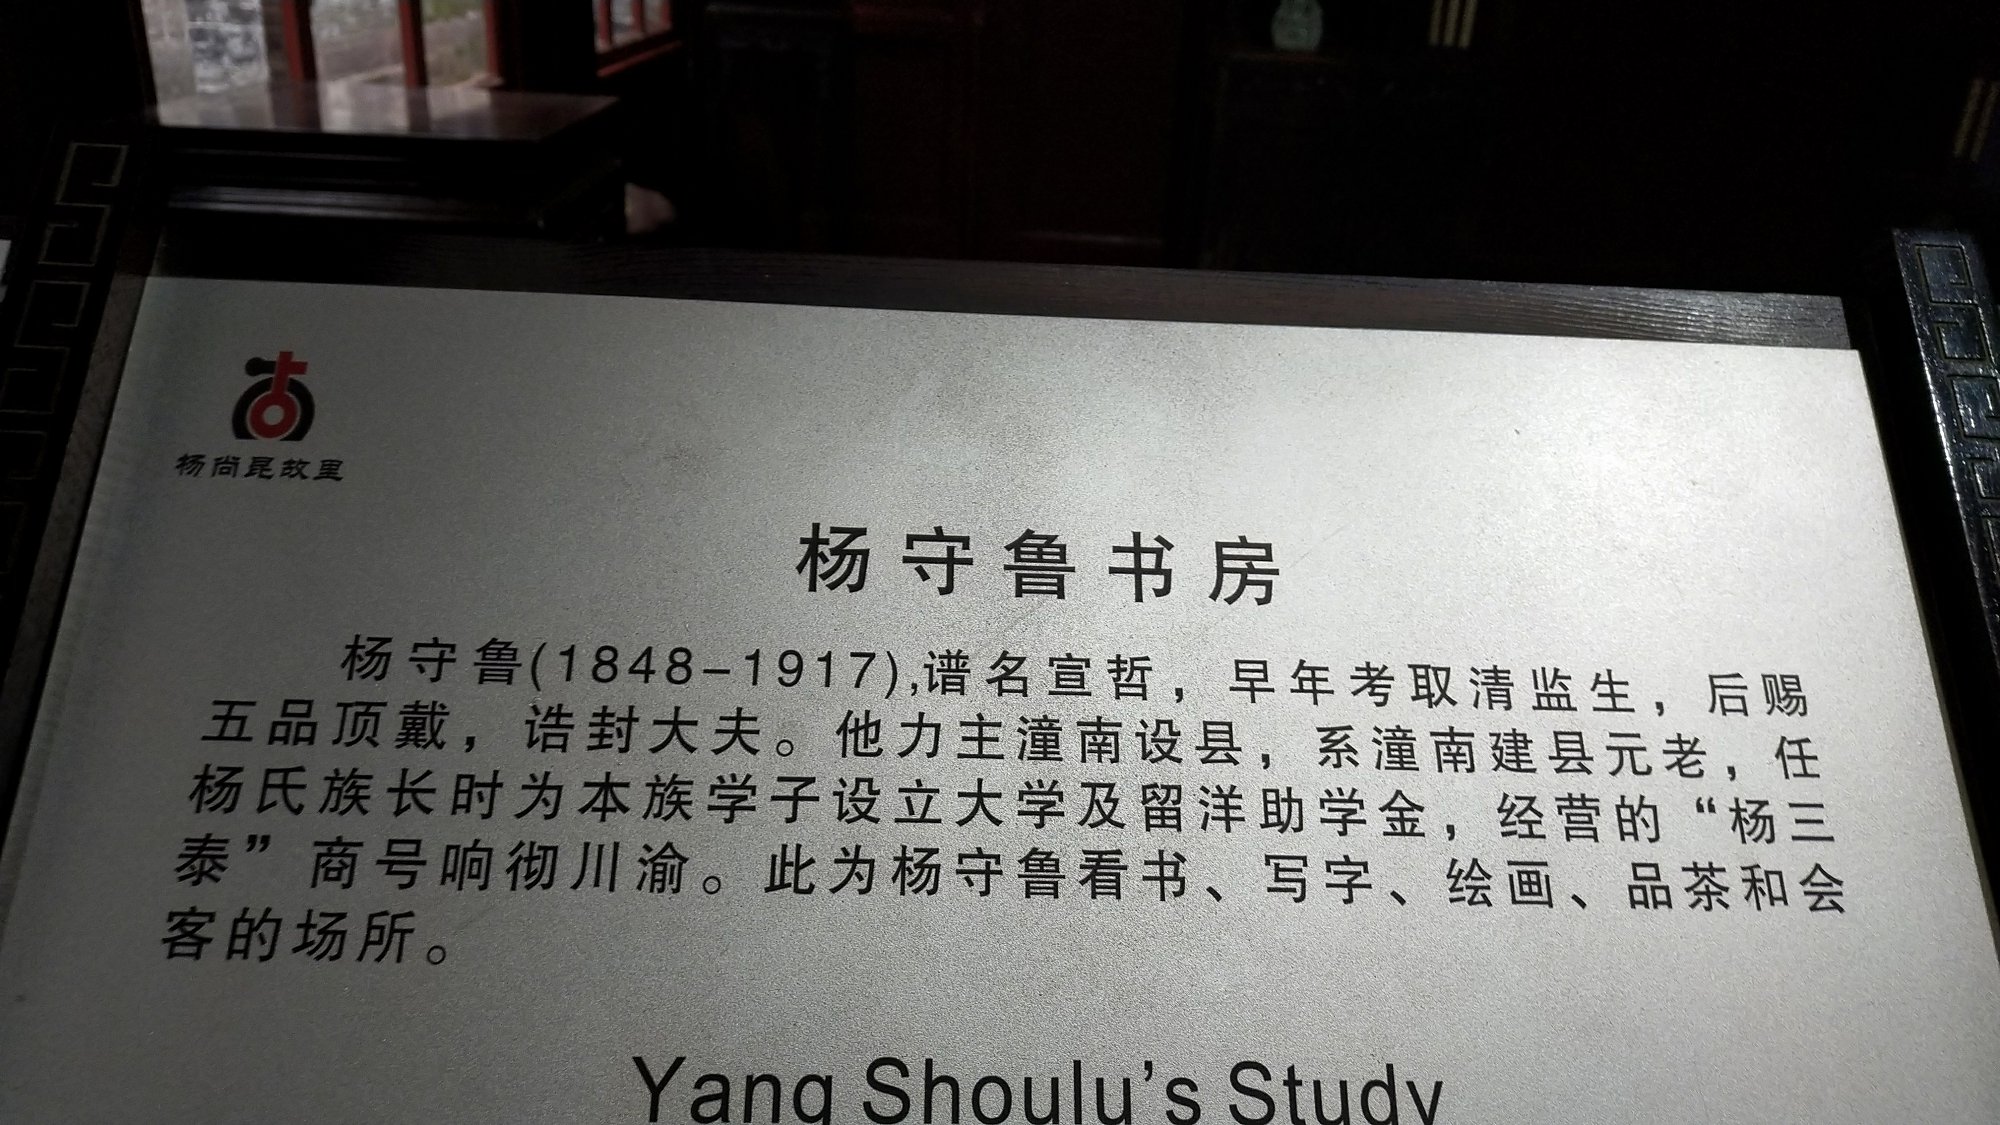 杨尚昆故里
杨守鲁书房
杨守鲁(1848-1917),谱名宣哲，早年考取清监生，后赐
五品顶戴，诰封大夫。他力主潼南设县，系潼南建县元老，任
杨氏族长时为本族学子设立大学及留洋助学金，经营的“杨三
泰”商号响彻川渝。此为杨守鲁看书、写字、绘画、品茶和会
客的场所。
Yang Shoulu's Study